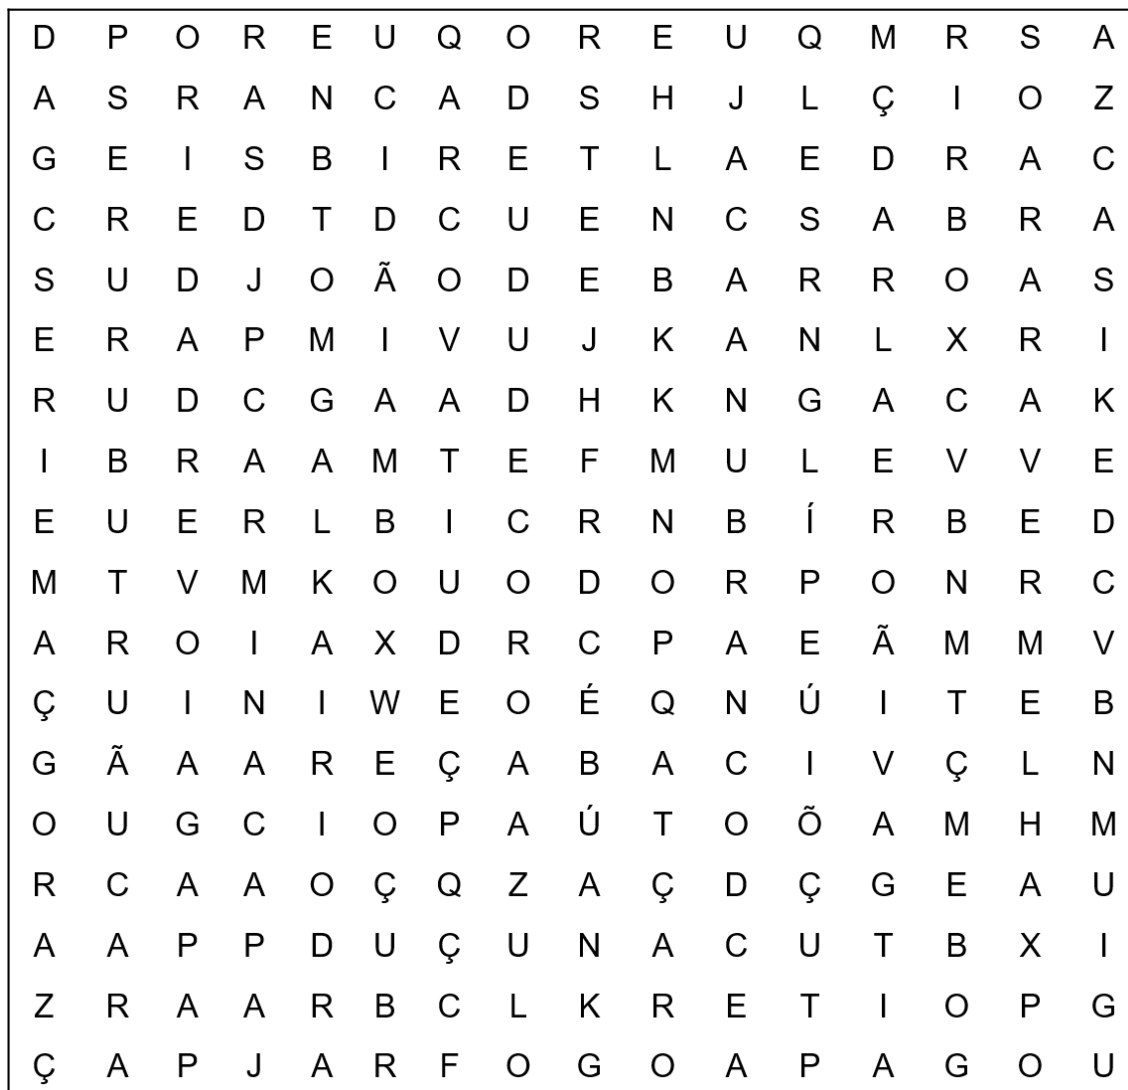 D P O R E U Q O R E U Q M R S A
A S R A N C A D S H J L Ç I O Z
G E I S B I R E T L A E D R A C
C R E D T D C U E N C S A B R A
S U D J O Ã O D E B A R R O A S
E R A P M I V U J K A N L X R I
R U D C G A A D H K N G A C A K
I B R A A M T E F M U L E V V E
E U E R L B I C R N B Í R B E D
M T V M K O U O D O R P O N R C
A R O I A X D R C P A E Ã M M V
Ç U I N I W E O É Q N Ú I T E B
G Ã A A R E Ç A B A C I V Ç L N
O U G C I O P A Ú T O Õ A M H M
R C A A O Ç Q Z A Ç D Ç G E A U
A A P P D U Ç U N A C U T B X I
Z R A A R B C L K R E T I O P G
Ç A P J A R F O G O A P A G O U